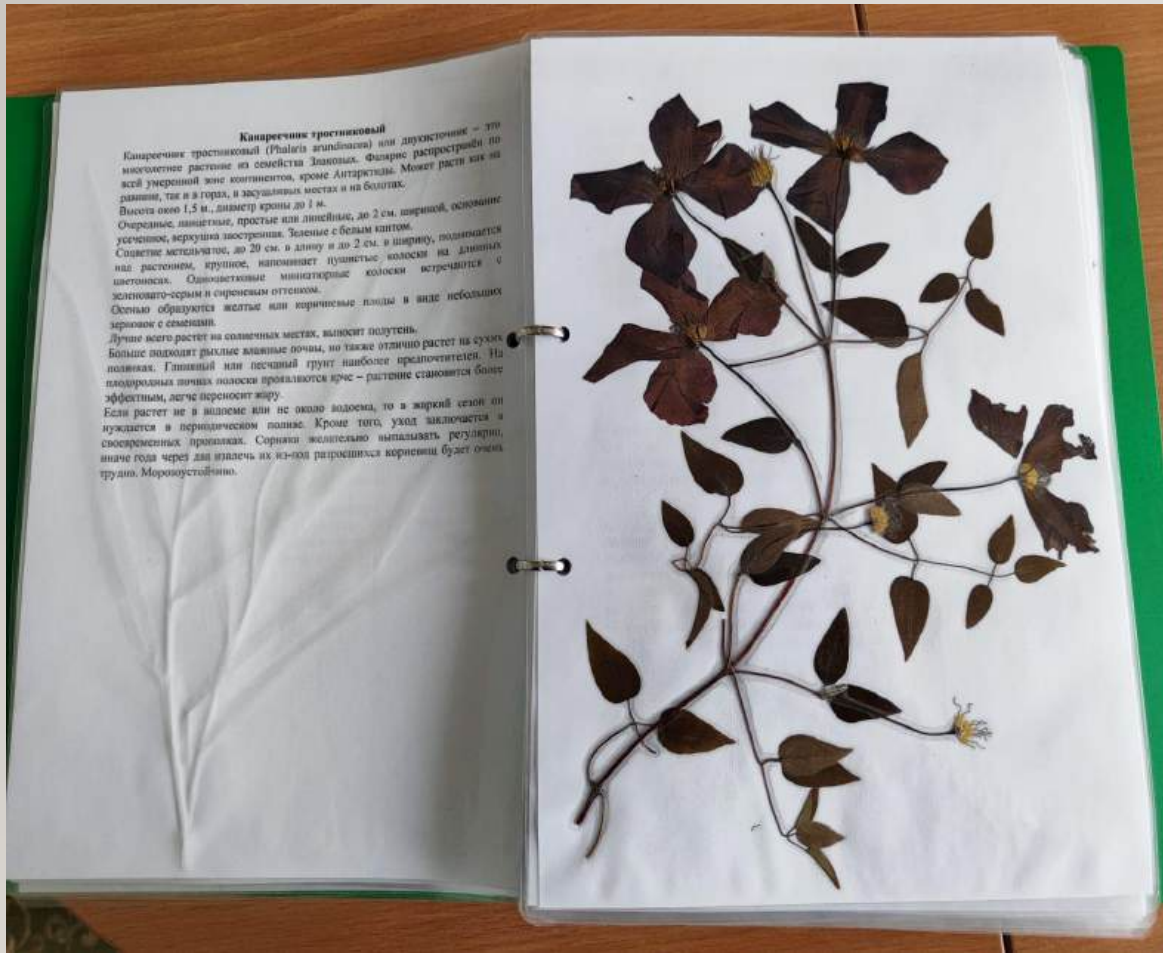 Канареечник тростниковый
Канареечник тростниковый (Phalaris arundinacea) или двукисточник – это
многолетнее растение из семейства Злаковых. Фалярис распространён по
всей умеренной зоне континентов, кроме Антарктиды. Может расти как на
равнине, так и в горах, в засушливых местах и на болотах.
Высота окло 1,5 м., диаметр кроны до 1 м.
Очередные, ланцетные, простые или линейные, до 2 см. шириной, основание
усеченное, верхушка заостренная. Зеленые с белым кантом.
Соцветие метельчатое, до 20 см. в длину и до 2 см. в ширину, поднимается
над растением, крупное, напоминает пушистые колоски на длинных
цветоносах. Одноцветковые миниатюрные колоски встречаются с
зеленовато-серым и сиреневым оттенком.
Осенью образуются желтые или коричневые плоды в виде небольших
зерновок с семенами.
Лучше всего растет на солнечных местах, выносит полутень.
Больше подходят рыхлые влажные почвы, но также отлично растет на сухих
полянках. Глиняный или песчаный грунт наиболее предпочтителен. На
плодородных почвах полоски проявляются ярче – растение становится более
эффектным, легче переносит жару.
Если растет не в водоеме или не около водоема, то в жаркий сезон он
нуждается в периодическом поливе. Кроме того, уход заключается в
своевременных прополках. Сорняки желательно выпалывать регулярно,
иначе года через два извлечь их из-под разросшихся корневищ будет очень
трудно. Морозоустойчиво.